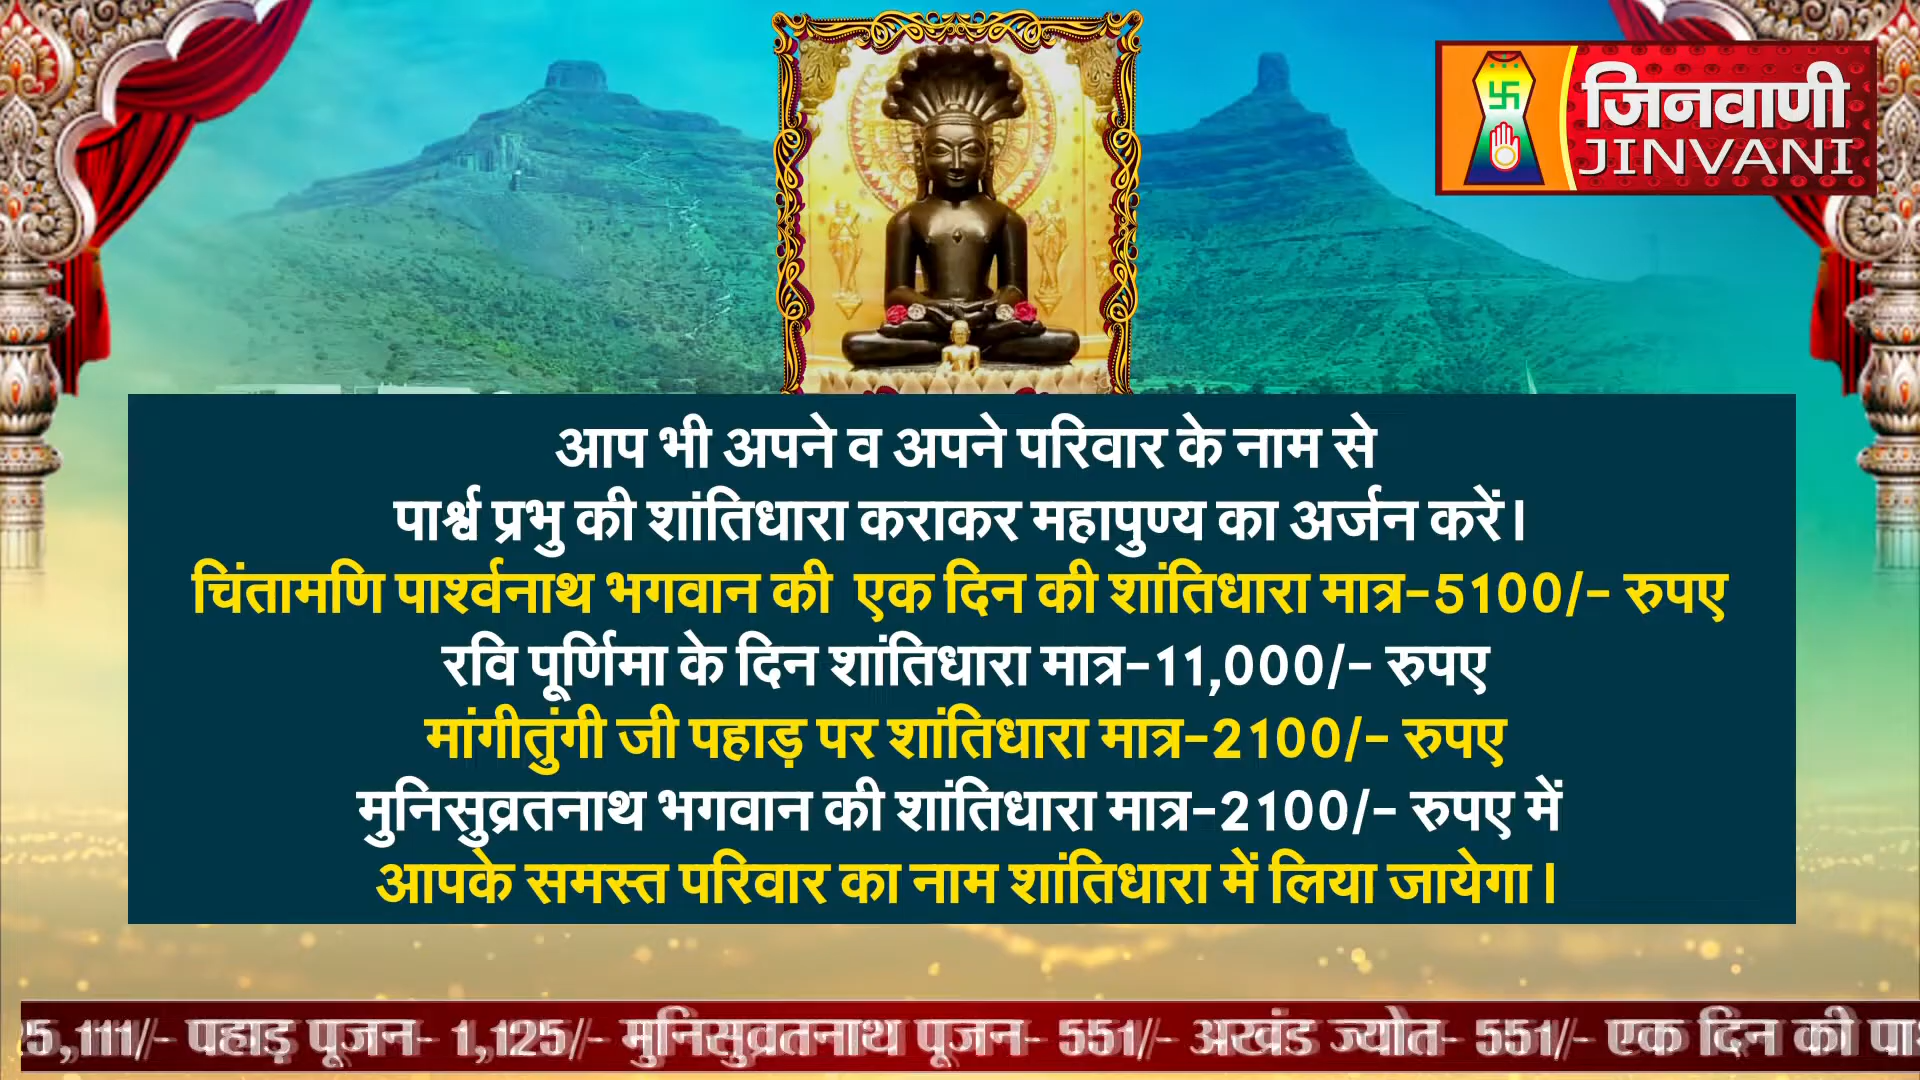 जिनवाणी
JINVANI
आप भी अपने व अपने परिवार के नाम से
पार्श्व प्रभु की शांतिधारा कराकर महापुण्य का अर्जन करें।
चिंतामणि पार्श्वनाथ भगवान की एक दिन की शांतिधारा मात्र-5100/- रुपए
रवि पूर्णिमा के दिन शांतिधारा मात्र-11,000/- रुपए
मांगीतुंगी जी पहाड़ पर शांतिधारा मात्र-2100/- रुपए
मुनिसुव्रतनाथ भगवान की शांतिधारा मात्र-2100/- रुपए में
आपके समस्त परिवार का नाम शांतिधारा में लिया जायेगा।
5,111/- पहाड़ पूजन- 1,125/- मुनिसुव्रतनाथ पूजन- 551/- अखंड ज्योत- 551/- एक दिन की